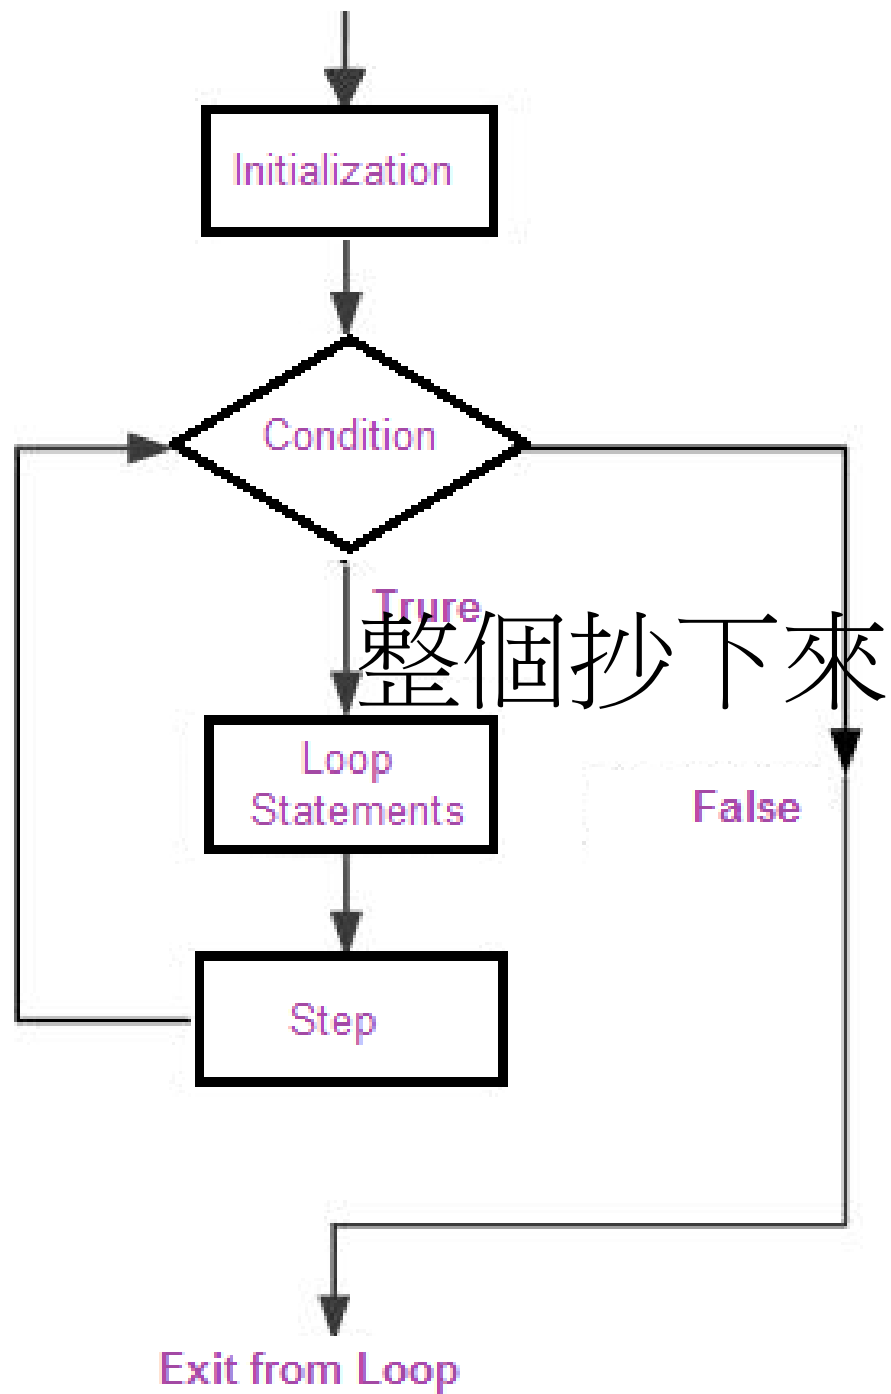 Initialization
Condition
Trure
整個抄下來
Loop
Statements
False
Step
Exit from Loop